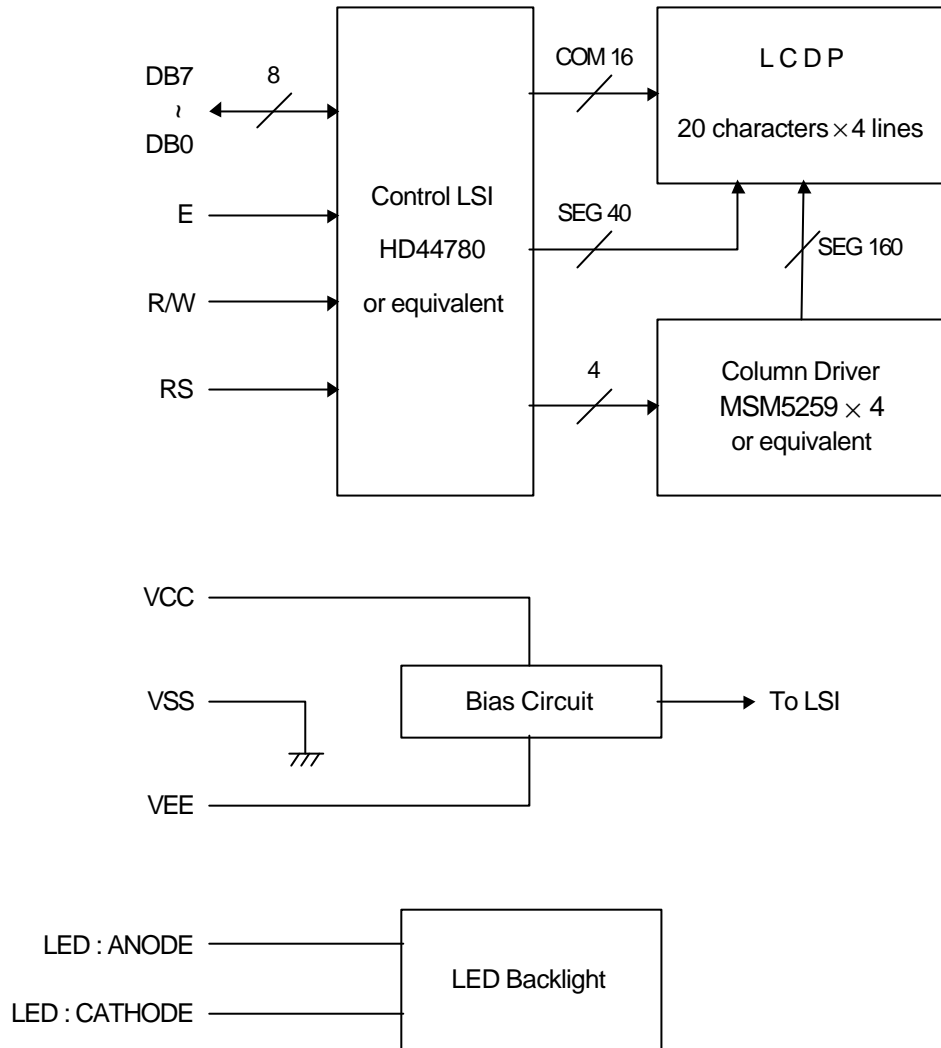 DB7
~
DB0
8
E
R/W
RS
Control LSI
HD44780
or equivalent
COM 16
SEG 40
4
L C D P
20 characters × 4 lines
SEG 160
Column Driver
MSM5259 × 4
or equivalent
VCC
VSS
VEE
Bias Circuit
To LSI
LED : ANODE
LED : CATHODE
LED Backlight